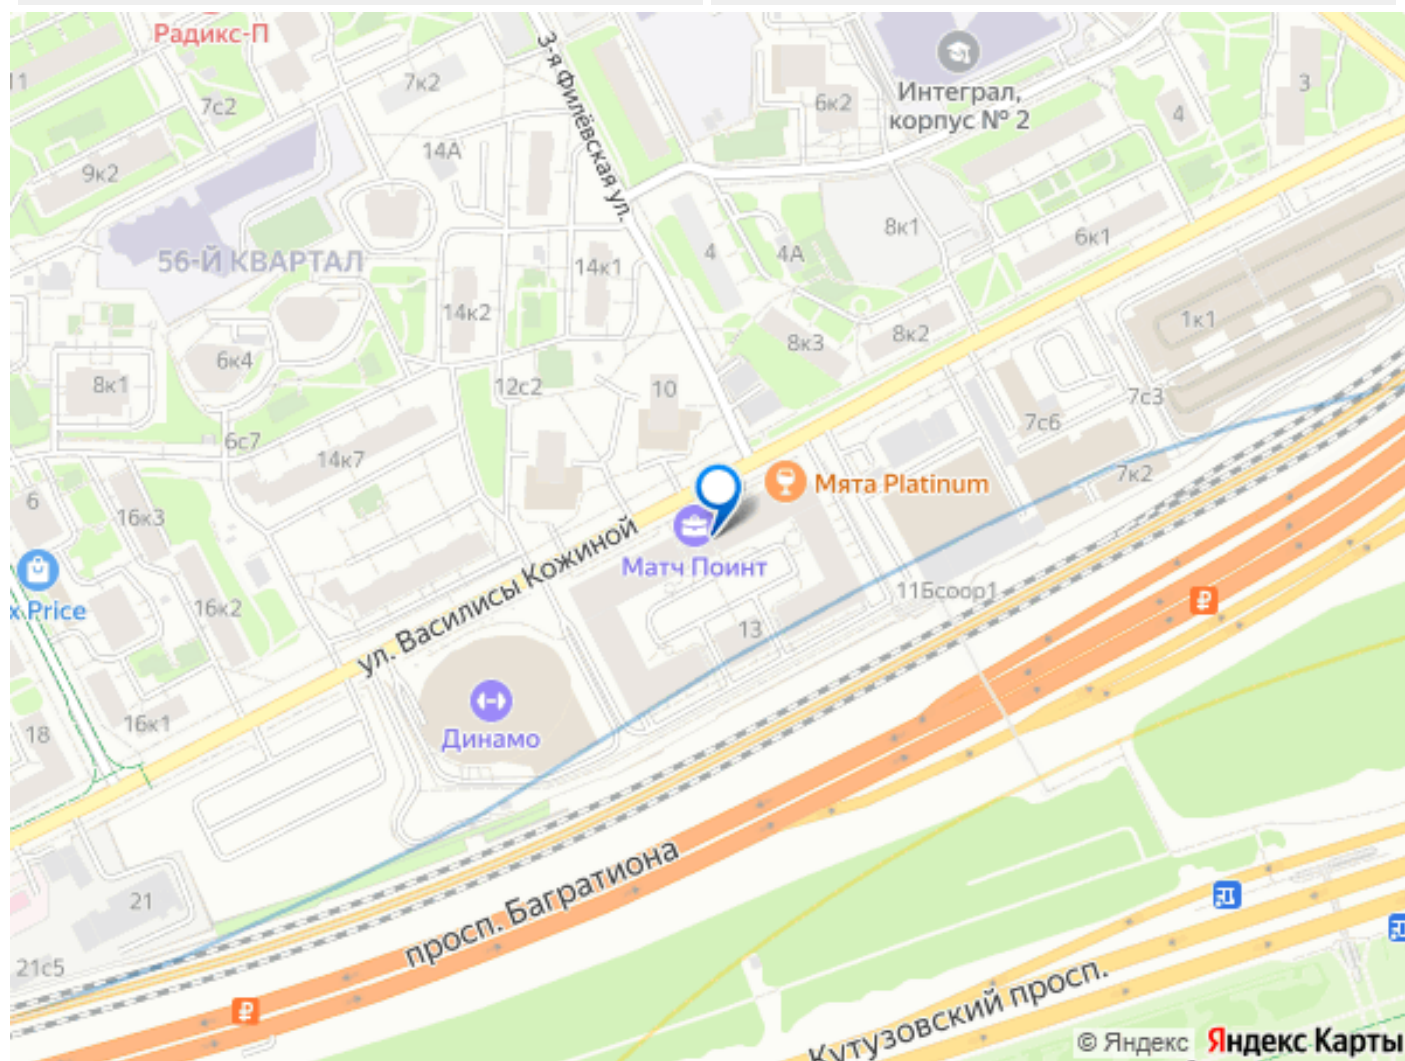 Радикс-П
11
7к2
7с2
3-я Филёвская ул.
Интеграл,
корпус № 2
6к2
4
3
14А
9к2
56-Й КВАРТАЛ
14к1
4
4А
8к1
6к1
14к2
1к1
6к4
8к3
8к2
8к1
12с2
10
7с3
7с6
6с7
14к7
7к2
Мята Platinum
6
16к3
Матч Поинт
ул. Василисы Кожиной
x Price
16к2
11Бсоор1
13
16к1
18
Динамо
просп. Багратиона
21
21с5
Кутузовский просп.
© Яндекс Яндекс Карты